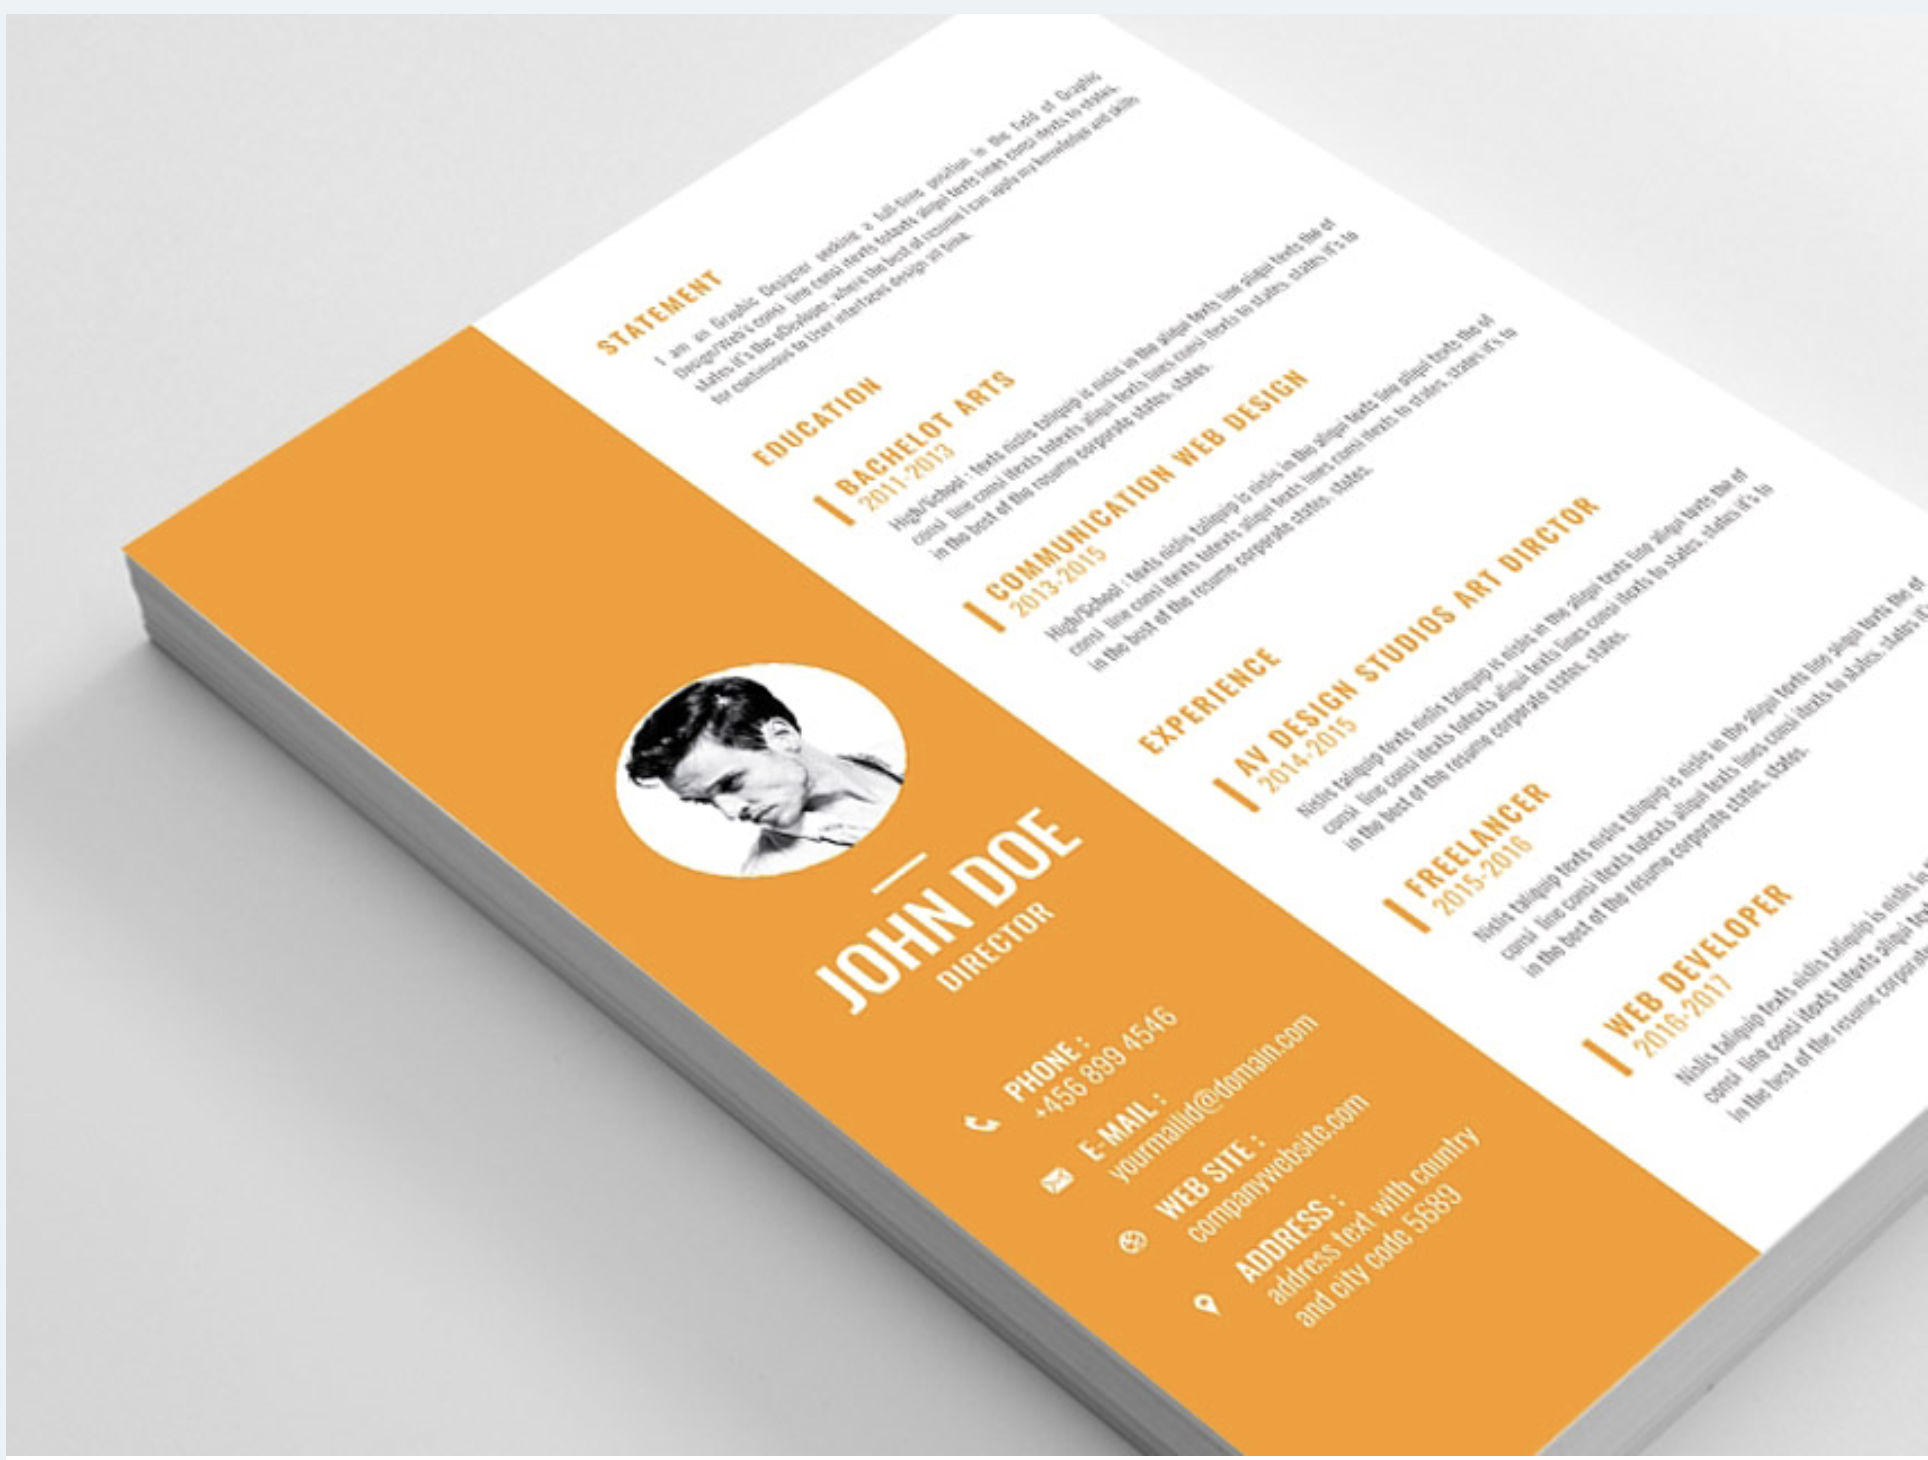 STATEMENT
I am an Graphic Designer seeking a full-time position in the field of Graphic
Design/Web's consi line consi itexts totexts aliqui texts lines consi itexts to states,
states it's the eDevloper, where the best of resume I can apply my knowledge and skills
for continuous to User interfaces design all time.
EDUCATION
BACHELOT ARTS
2011-2013
High/School : texts nislis taliquip is nislis in the aliqui texts line aliqui texts the of
consi line consi itexts totexts aliqui texts lines consi itexts to states, states it's to
in the best of the resume corporate states, states.
COMMUNICATION WEB DESIGN
2013-2015
High/School : texts nislis taliquip is nislis in the aliqui texts line aliqui texts the of
consi line consi itexts totexts aliqui texts lines consi itexts to states, states it's to
in the best of the resume corporate states, states.
EXPERIENCE
AV DESIGN STUDIOS ART DIRCTOR
2014-2015
Nislis taliquip texts nislis taliquip is nislis in the aliqui texts line aliqui texts the of
consi line consi itexts totexts aliqui texts lines consi itexts to states, states it's to
in the best of the resume corporate states, states.
FREELANCER
2015-2016
Nislis taliquip texts nislis taliquip is nislis in the aliqui texts line aliqui texts the of
consi line consi itexts totexts aliqui texts lines consi itexts to states, states it's
in the best of the resume corporate states, states.
WEB DEVELOPER
2016-2017
Nislis taliquip texts nislis taliquip is nislis in
consi line consi itexts totexts aliqui
in the best of the resume corporate
JOHN DOE
DIRECTOR
PHONE :
+456 899 4546
E-MAIL :
yourmailid@domain.com
WEB SITE :
companywebsite.com
ADDRESS :
address text with country
and city code 5689